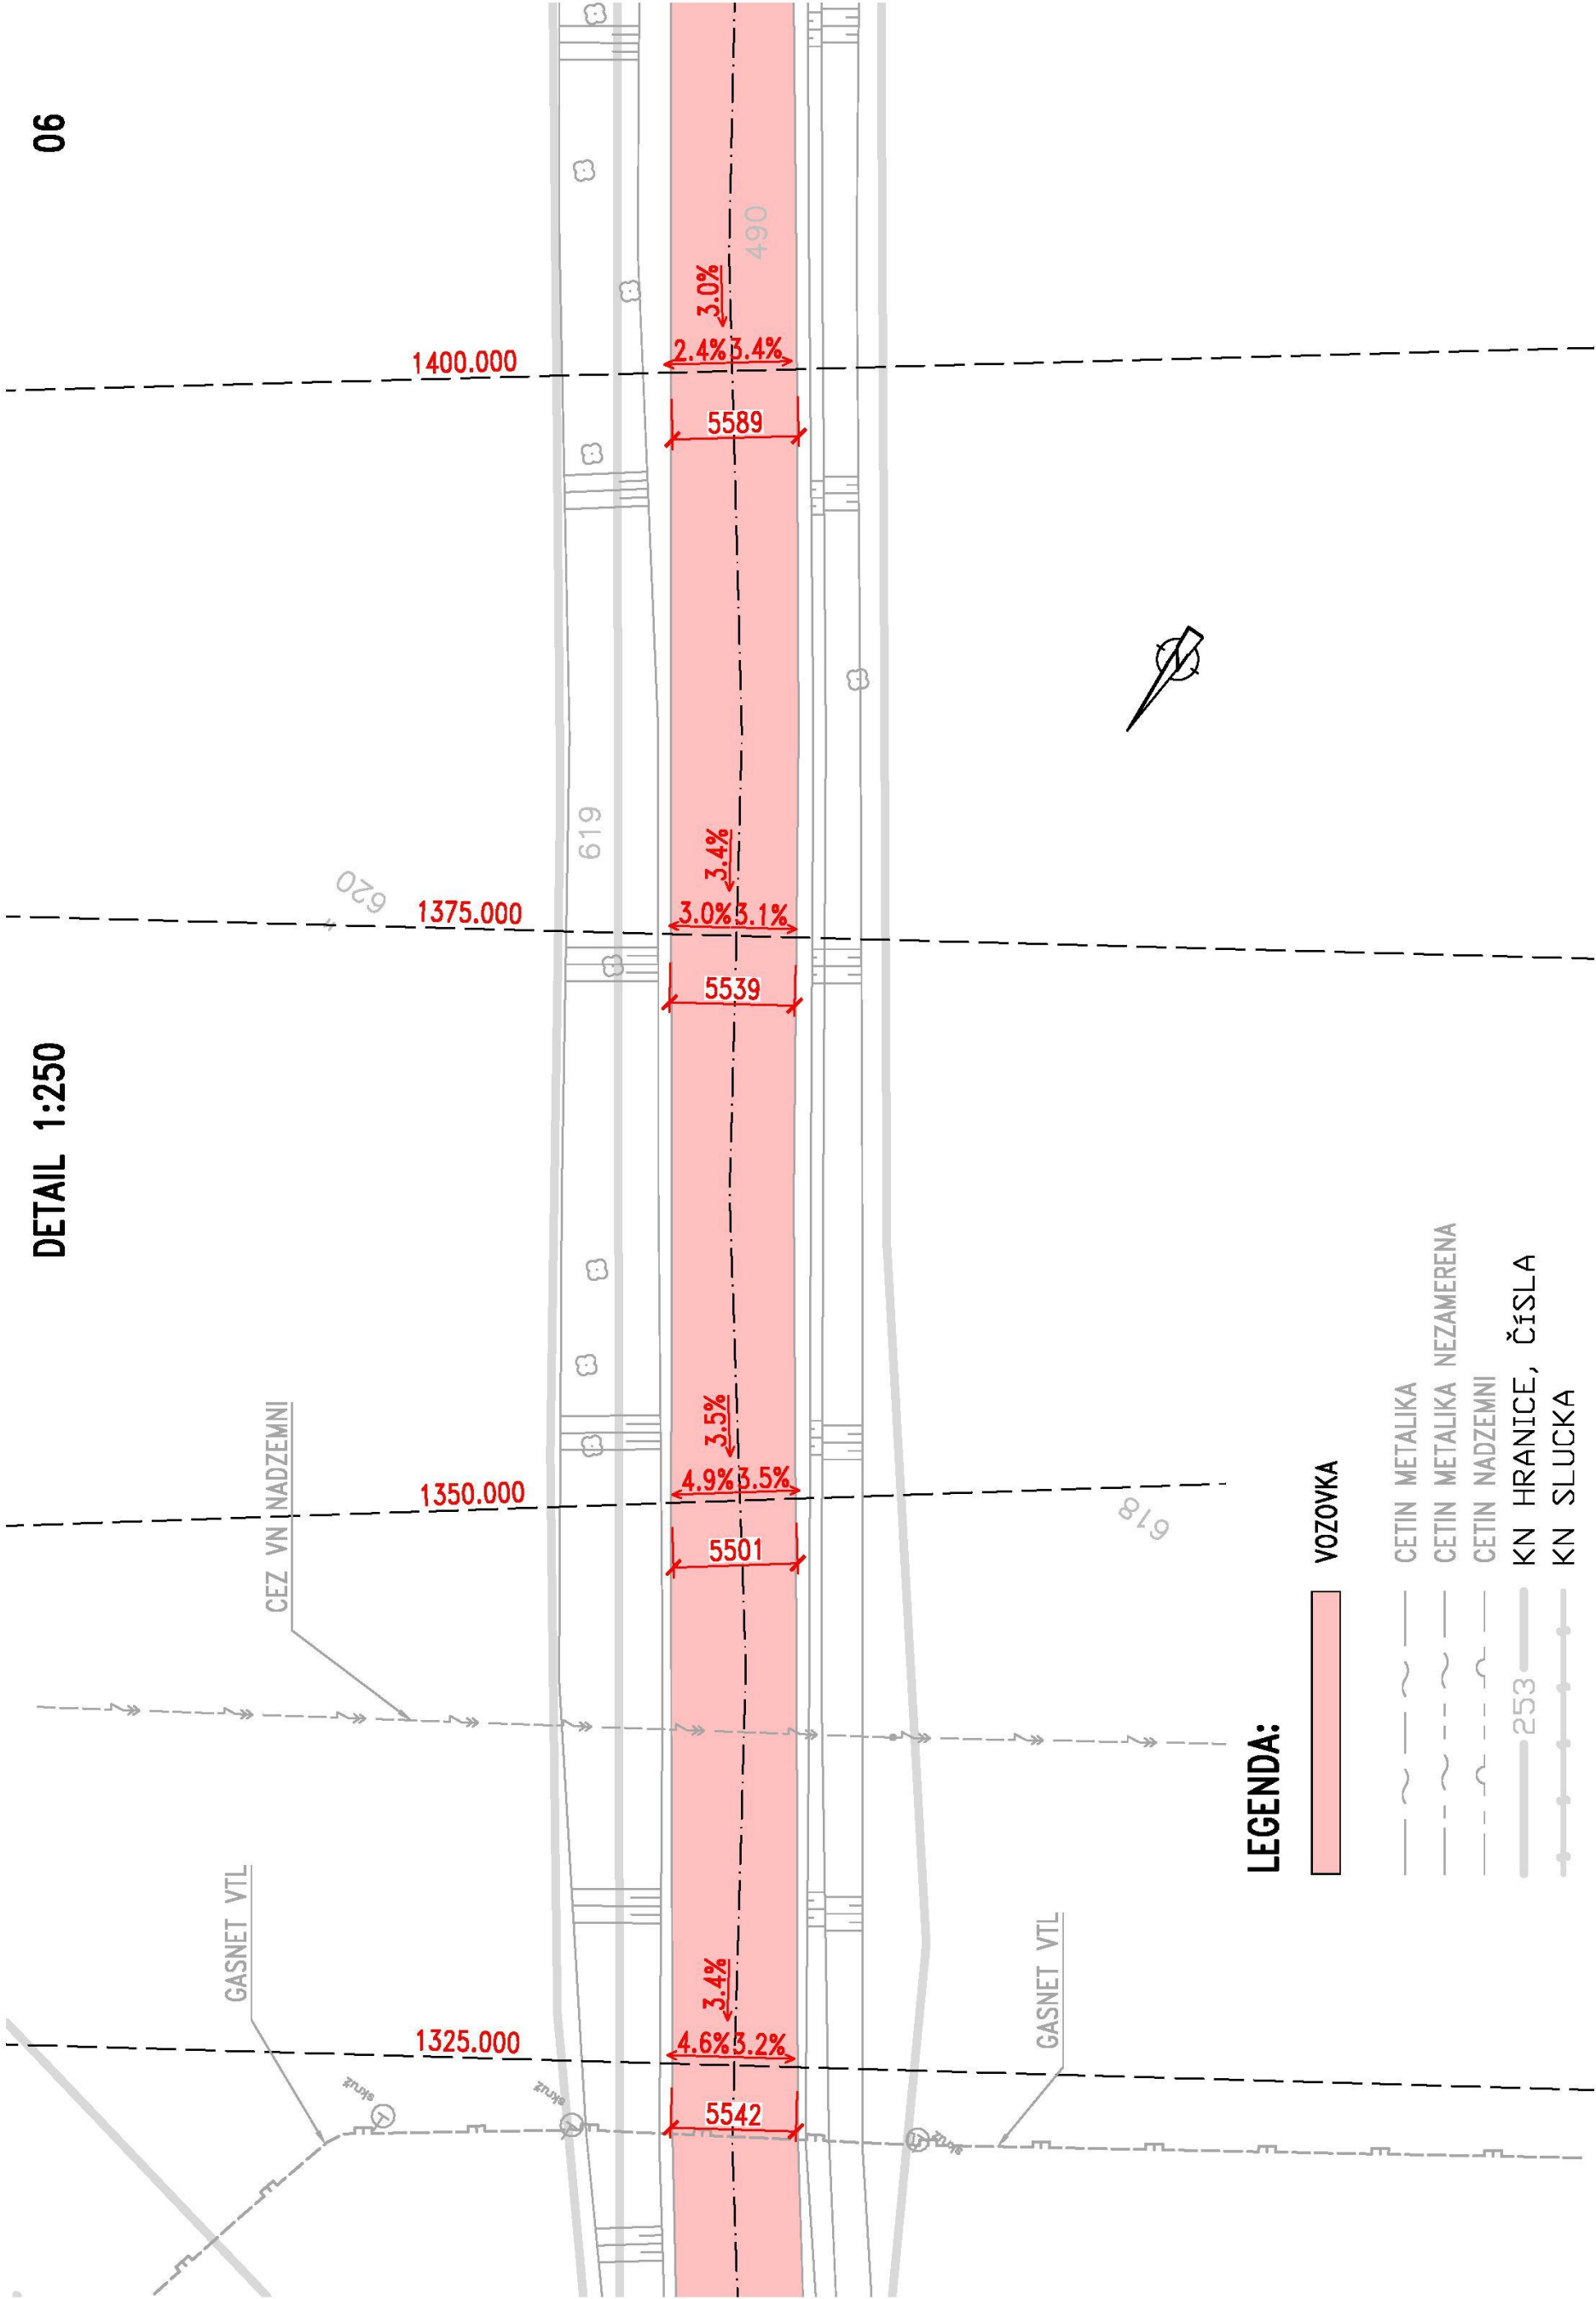 06
DETAIL 1:250
490
3.0%
1400.000
2.4% 3.4%
5589
619
620
3.4%
1375.000
3.0% 3.1%
5539
CEZ VN NADZEMNI
3.5%
1350.000
4.9% 3.5%
5501
618
GASNET VTL
3.4%
1325.000
4.6% 3.2%
5542
skruž
skruž
skruž
GASNET VTL
LEGENDA:
VOZOVKA
CETIN METALIKA
CETIN METALIKA NEZAMERENA
CETIN NADZEMNI
253 KN HRANICE, ČÍSLA
KN SLUCKA